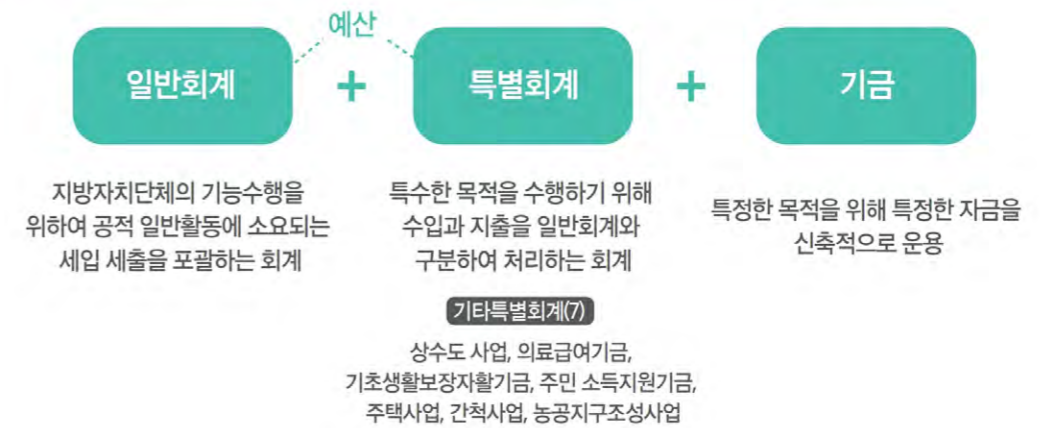 예산
일반회계 + 특별회계 + 기금
지방자치단체의 기능수행을
위하여 공적 일반활동에 소요되는
세입 세출을 포괄하는 회계
특수한 목적을 수행하기 위해
수입과 지출을 일반회계와
구분하여 처리하는 회계
기타특별회계(7)
상수도 사업, 의료급여기금,
기초생활보장자활기금, 주민 소득지원기금,
주택사업, 간척사업, 농공지구조성사업
특정한 목적을 위해 특정한 자금을
신축적으로 운용